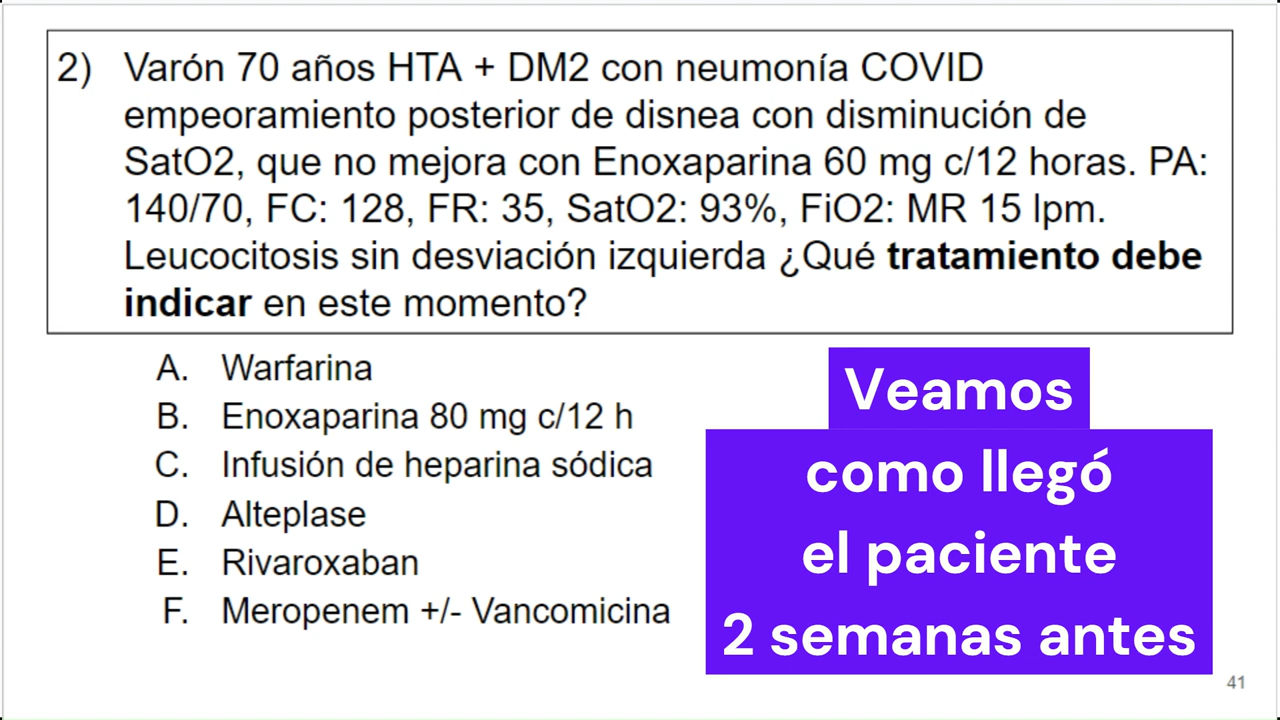 2) Varón 70 años HTA + DM2 con neumonía COVID
empeoramiento posterior de disnea con disminución de
SatO2, que no mejora con Enoxaparina 60 mg c/12 horas. PA:
140/70, FC: 128, FR: 35, SatO2: 93%, FiO2: MR 15 lpm.
Leucocitosis sin desviación izquierda ¿Qué tratamiento debe
indicar en este momento?
A. Warfarina
B. Enoxaparina 80 mg c/12 h
C. Infusión de heparina sódica
D. Alteplase
E. Rivaroxaban
F. Meropenem +/- Vancomicina
Veamos
como llegó
el paciente
2 semanas antes
41